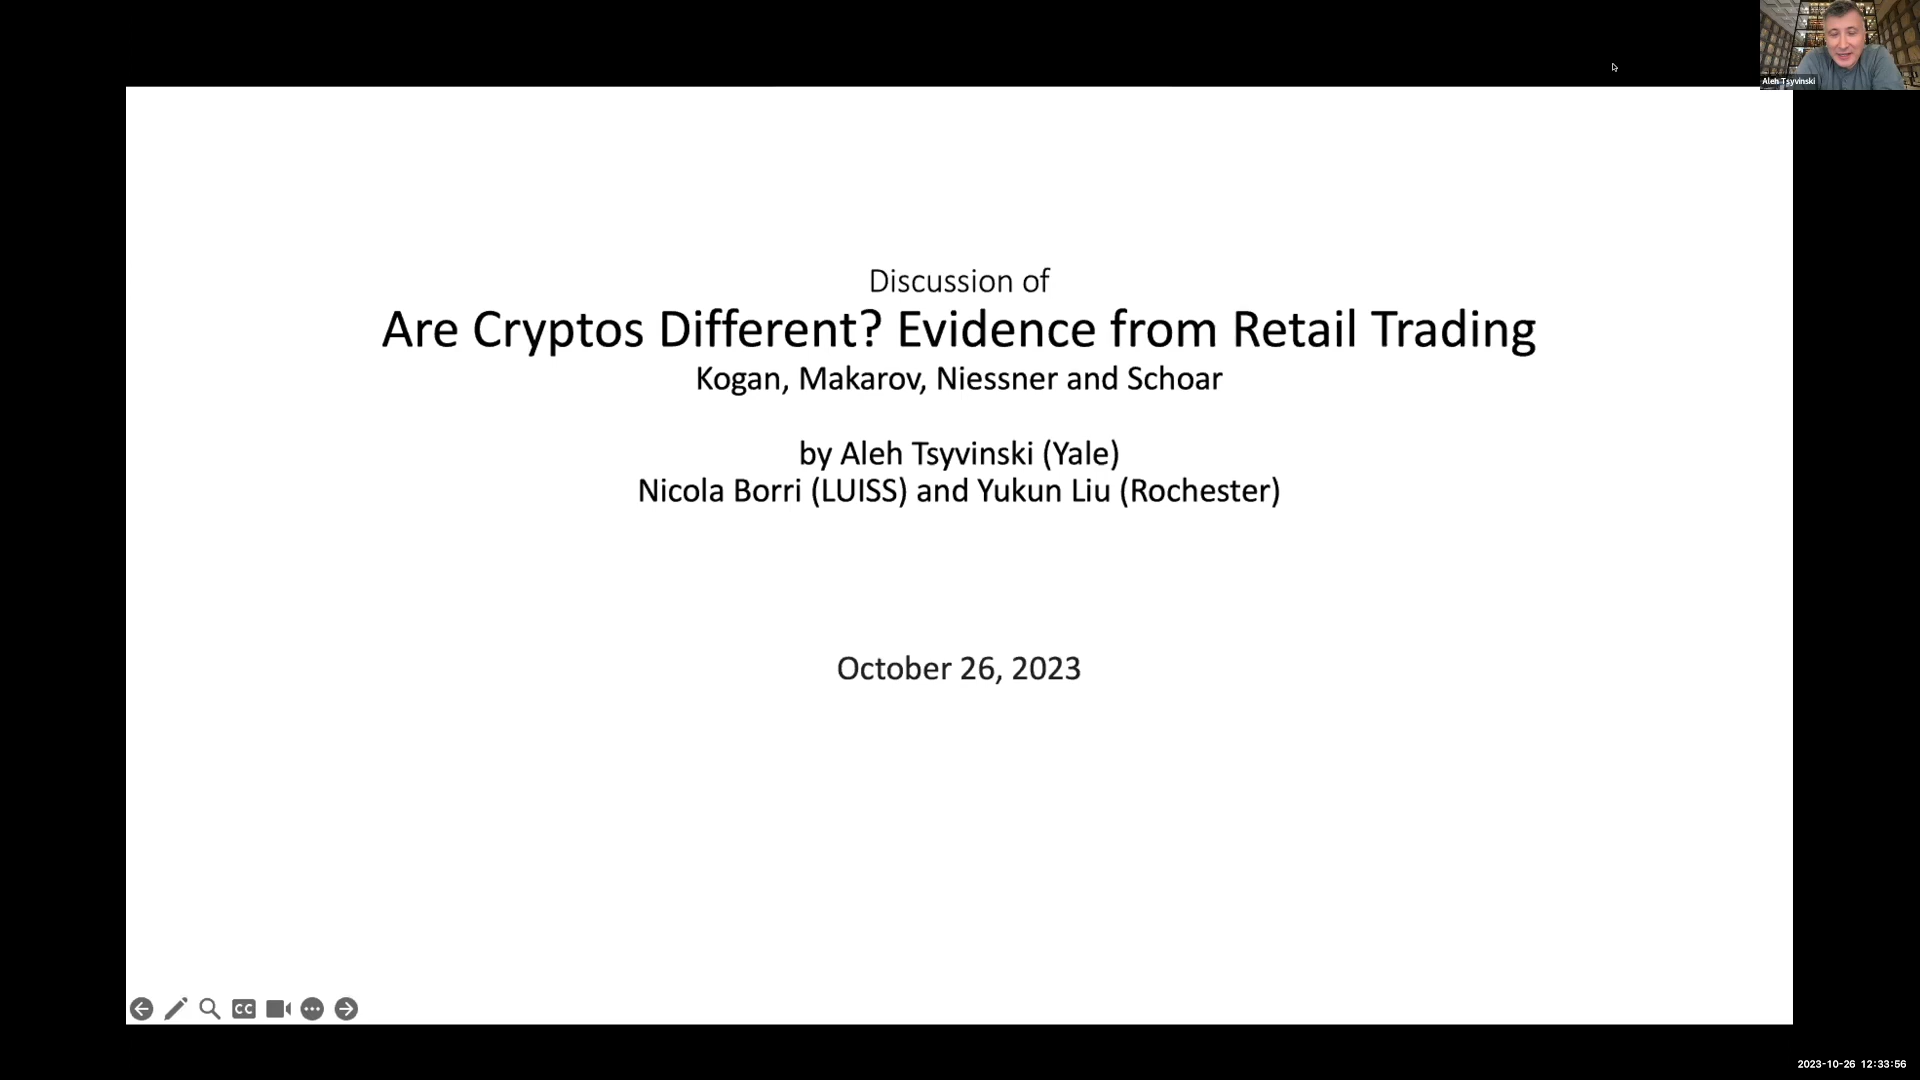 Aleh Tsyvinski
Discussion of
Are Cryptos Different? Evidence from Retail Trading
Kogan, Makarov, Niessner and Schoar
by Aleh Tsyvinski (Yale)
Nicola Borri (LUISS) and Yukun Liu (Rochester)
October 26, 2023
CC
2023-10-26 12:33:56